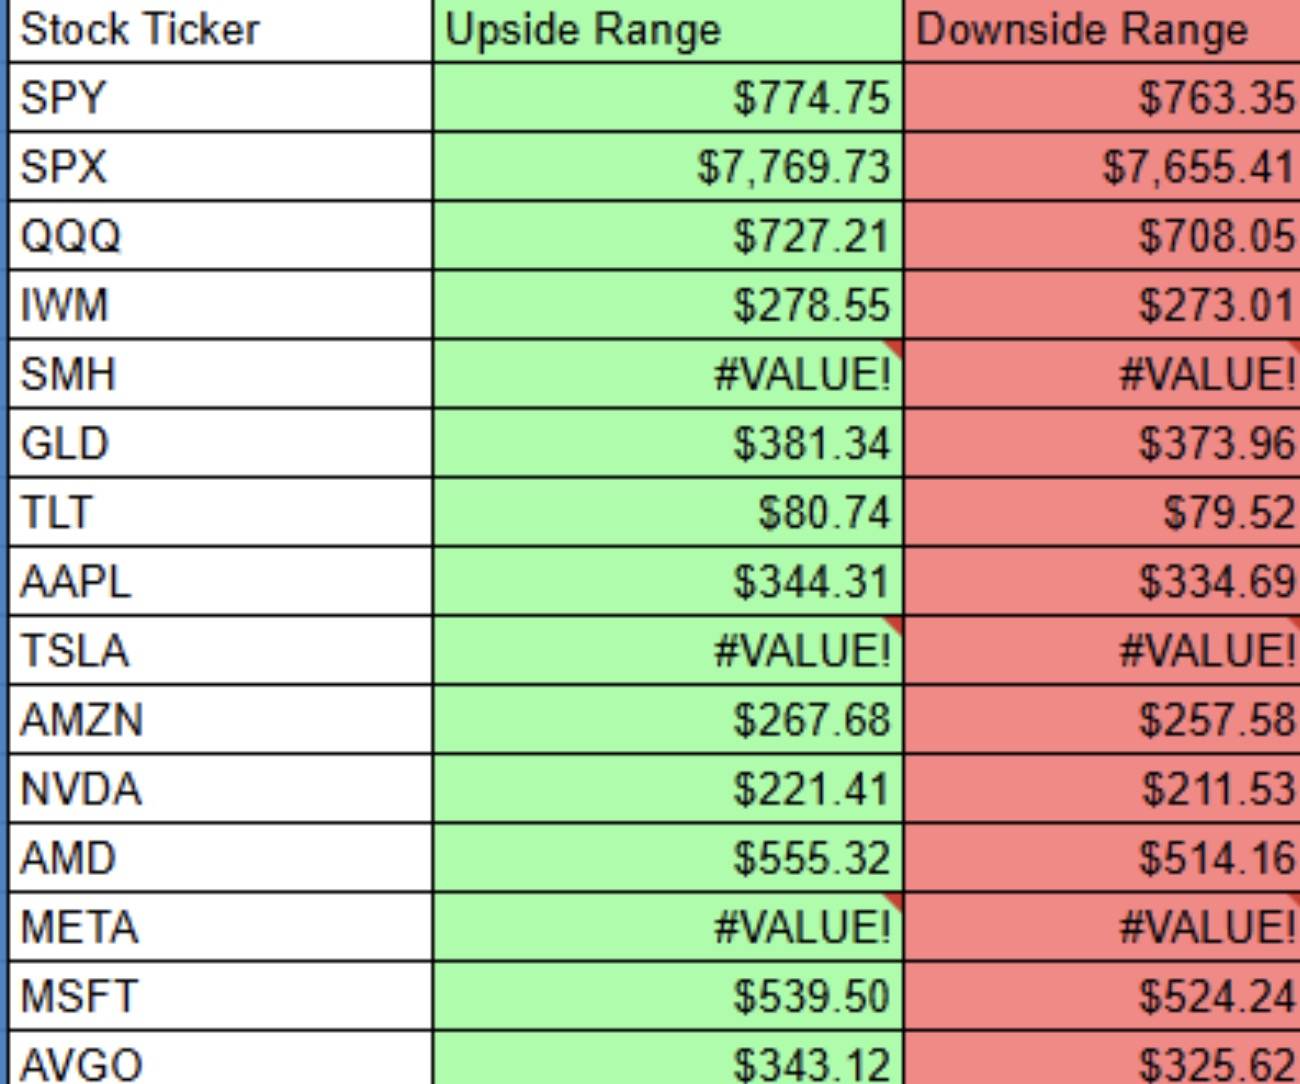 Stock Ticker Upside Range Downside Range
SPY $774.75 $763.35
SPX $7,769.73 $7,655.41
QQQ $727.21 $708.05
IWM $278.55 $273.01
SMH #VALUE! #VALUE!
GLD $381.34 $373.96
TLT $80.74 $79.52
AAPL $344.31 $334.69
TSLA #VALUE! #VALUE!
AMZN $267.68 $257.58
NVDA $221.41 $211.53
AMD $555.32 $514.16
META #VALUE! #VALUE!
MSFT $539.50 $524.24
AVGO $343.12 $325.62